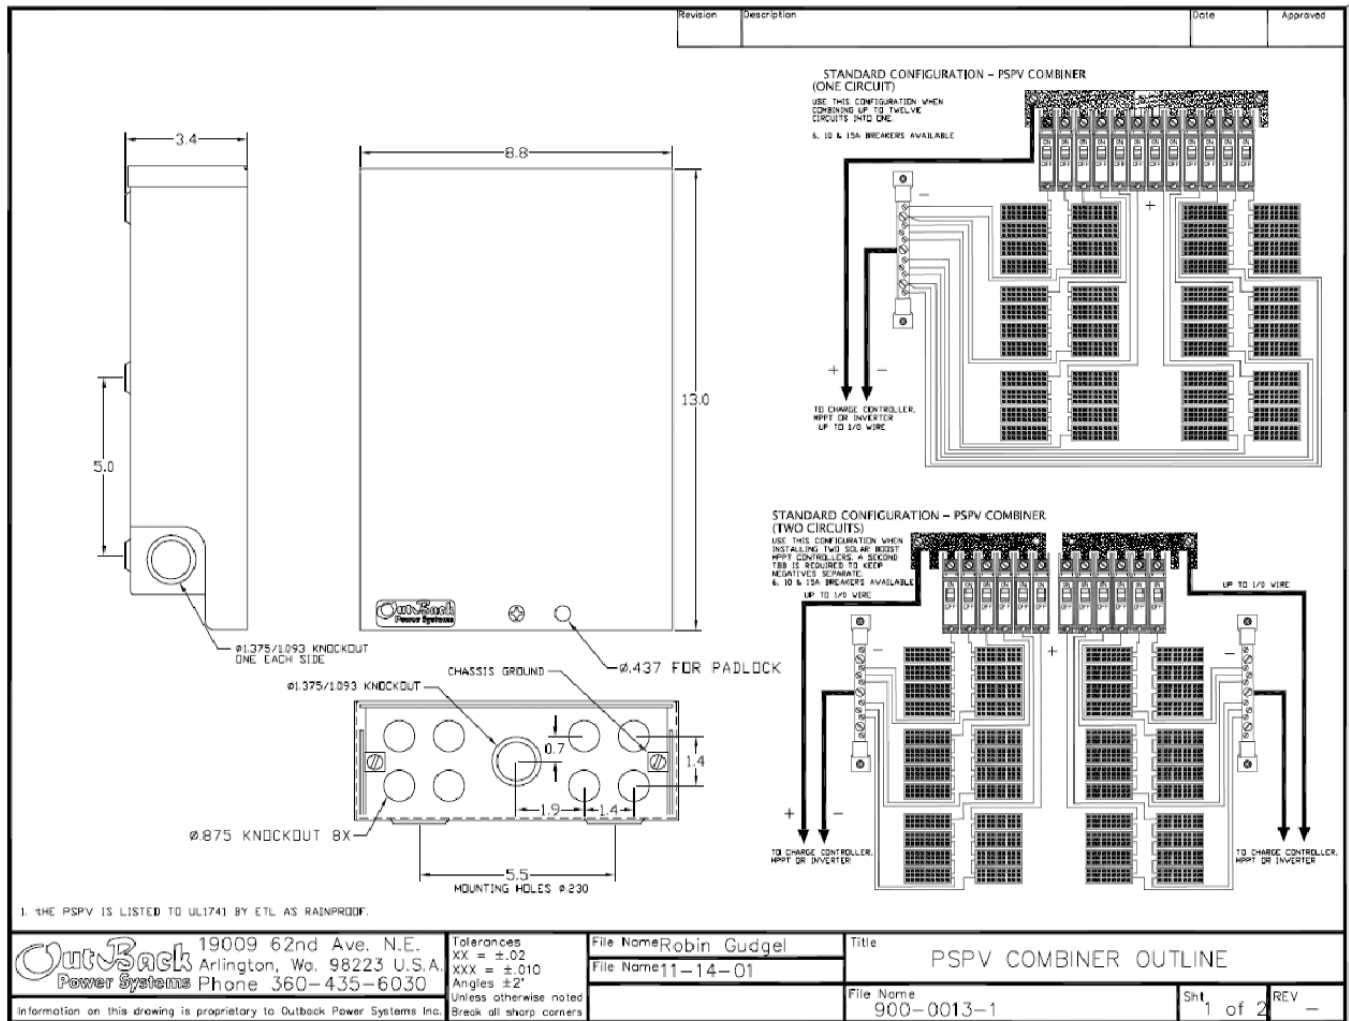 Revision
Description
Date
Approved
STANDARD CONFIGURATION - PSPV COMBINER
(ONE CIRCUIT)
USE THIS CONFIGURATION WHEN
COMBINING UP TO TWELVE
CIRCUITS INTO ONE.
6, 10 & 15A BREAKERS AVAILABLE
-
+
+
-
TO CHARGE CONTROLLER,
MPPT OR INVERTER
UP TO 1/0 WIRE
3.4
8.8
13.0
5.0
OutBack
Power Systems
Ø1.375/1.093 KNOCKOUT
ONE EACH SIDE
Ø.437 FOR PADLOCK
CHASSIS GROUND
Ø1.375/1.093 KNOCKOUT
0.7
1.4
1.9
1.4
Ø.875 KNOCKOUT 8X
5.5
MOUNTING HOLES Ø.230
STANDARD CONFIGURATION - PSPV COMBINER
(TWO CIRCUITS)
USE THIS CONFIGURATION WHEN
INSTALLING TWO SOLAR BOOST
MPPT CONTROLLERS. A SECOND
TBB IS REQUIRED TO KEEP
NEGATIVES SEPARATE.
6, 10 & 15A BREAKERS AVAILABLE
UP TO 1/0 WIRE
UP TO 1/0 WIRE
-
+
-
+
-
TO CHARGE CONTROLLER,
MPPT OR INVERTER
TO CHARGE CONTROLLER,
MPPT OR INVERTER
1. tHE PSPV IS LISTED TO UL1741 BY ETL AS RAINPROOF.
OutBack
Power Systems
19009 62nd Ave. N.E.
Arlington, Wa. 98223 U.S.A.
Phone 360-435-6030
Information on this drawing is proprietary to Outback Power Systems Inc.
Tolerances
XX = ±.02
XXX = ±.010
Angles ±2°
Unless otherwise noted
Break all sharp corners
File Name Robin Gudgel
File Name 11-14-01
Title
PSPV COMBINER OUTLINE
File Name
900-0013-1
Sht 1 of 2
REV
-